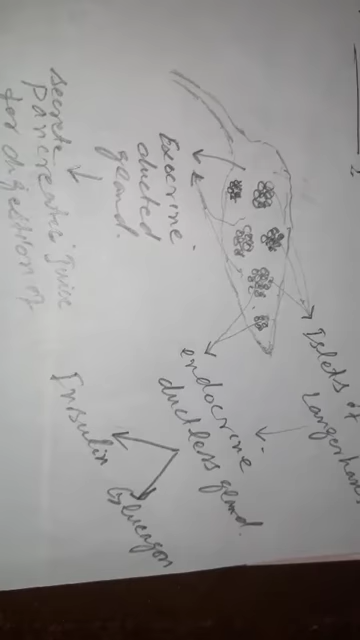 Islets of
Langerhans
endocrine
ductless gland.
Insulin
Glucagon
Exocrine
ducted
gland.
secrete
Pancreatic Juice
for digestion of